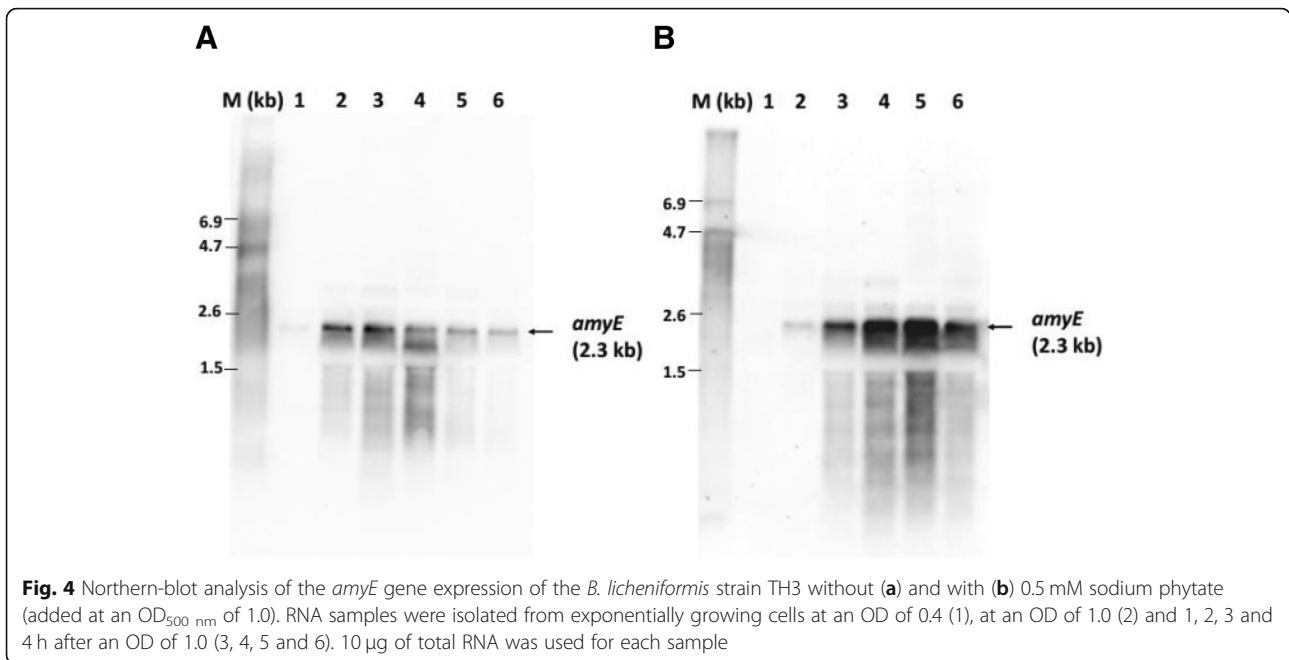 A
B
M (kb) 1 2 3 4 5 6
M (kb) 1 2 3 4 5 6
6.9
4.7
2.6
1.5
amyE
(2.3 kb)
6.9
4.7
2.6
1.5
amyE
(2.3 kb)
Fig. 4 Northern-blot analysis of the amyE gene expression of the B. licheniformis strain TH3 without (a) and with (b) 0.5 mM sodium phytate
(added at an OD500 nm of 1.0). RNA samples were isolated from exponentially growing cells at an OD of 0.4 (1), at an OD of 1.0 (2) and 1, 2, 3 and
4 h after an OD of 1.0 (3, 4, 5 and 6). 10 μg of total RNA was used for each sample